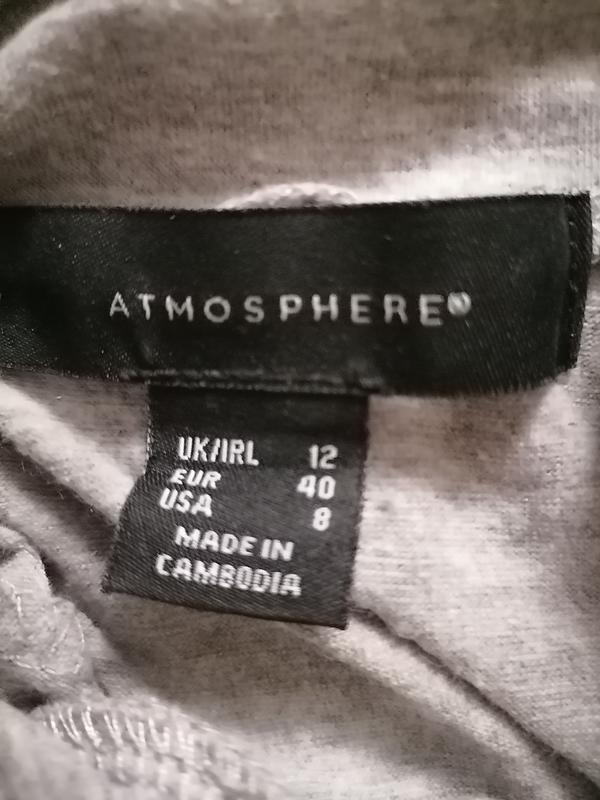 ATMOSPHERE®
UK/IRL 12
EUR 40
USA 8
MADE IN
CAMBODIA